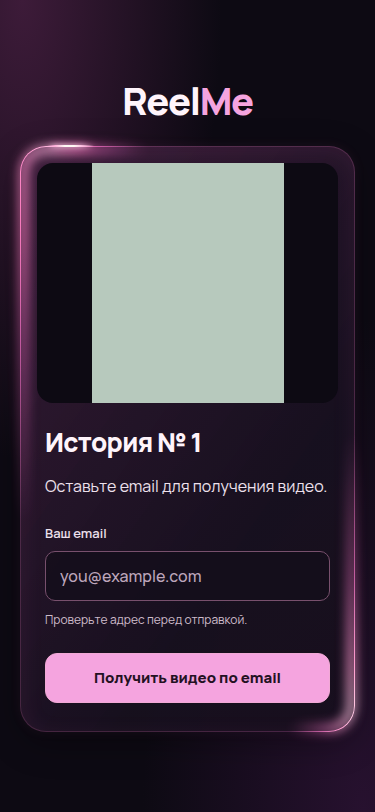 ReelMe
История № 1
Оставьте email для получения видео.
Ваш email
you@example.com
Проверьте адрес перед отправкой.
Получить видео по email